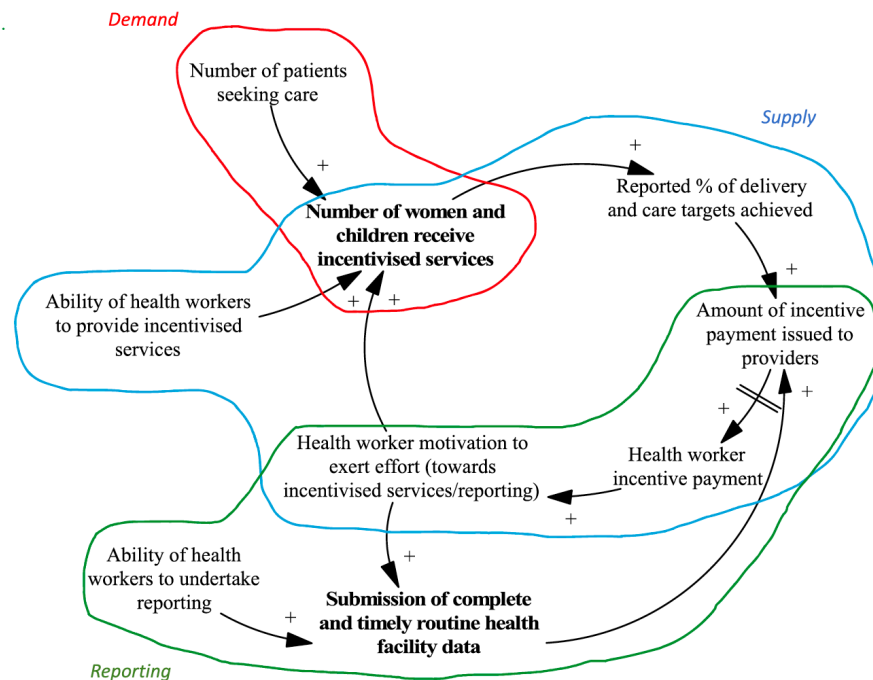 Demand
Number of patients
seeking care
+
Supply
+
Reported % of delivery
and care targets achieved
Number of women and
children receive
incentivised services
+
Ability of health workers
to provide incentivised
services
+
+
Amount of incentive
payment issued to
providers
+
+
Health worker motivation to
exert effort (towards
incentivised services/reporting)
Health worker
incentive payment
+
Ability of health
workers to undertake
reporting
+
+
Submission of complete
and timely routine health
facility data
Reporting